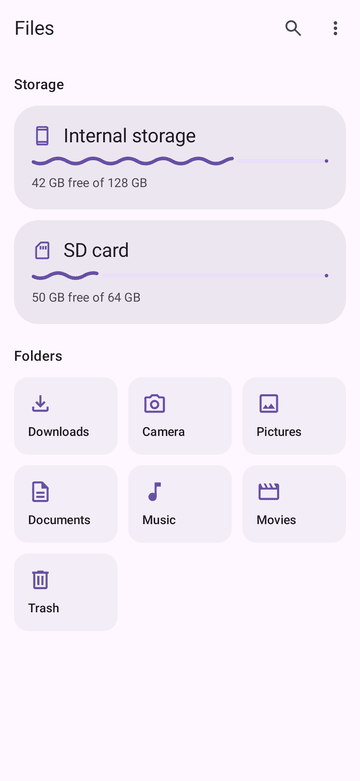 Files
Storage
Internal storage
42 GB free of 128 GB
SD card
50 GB free of 64 GB
Folders
Downloads
Camera
Pictures
Documents
Music
Movies
Trash